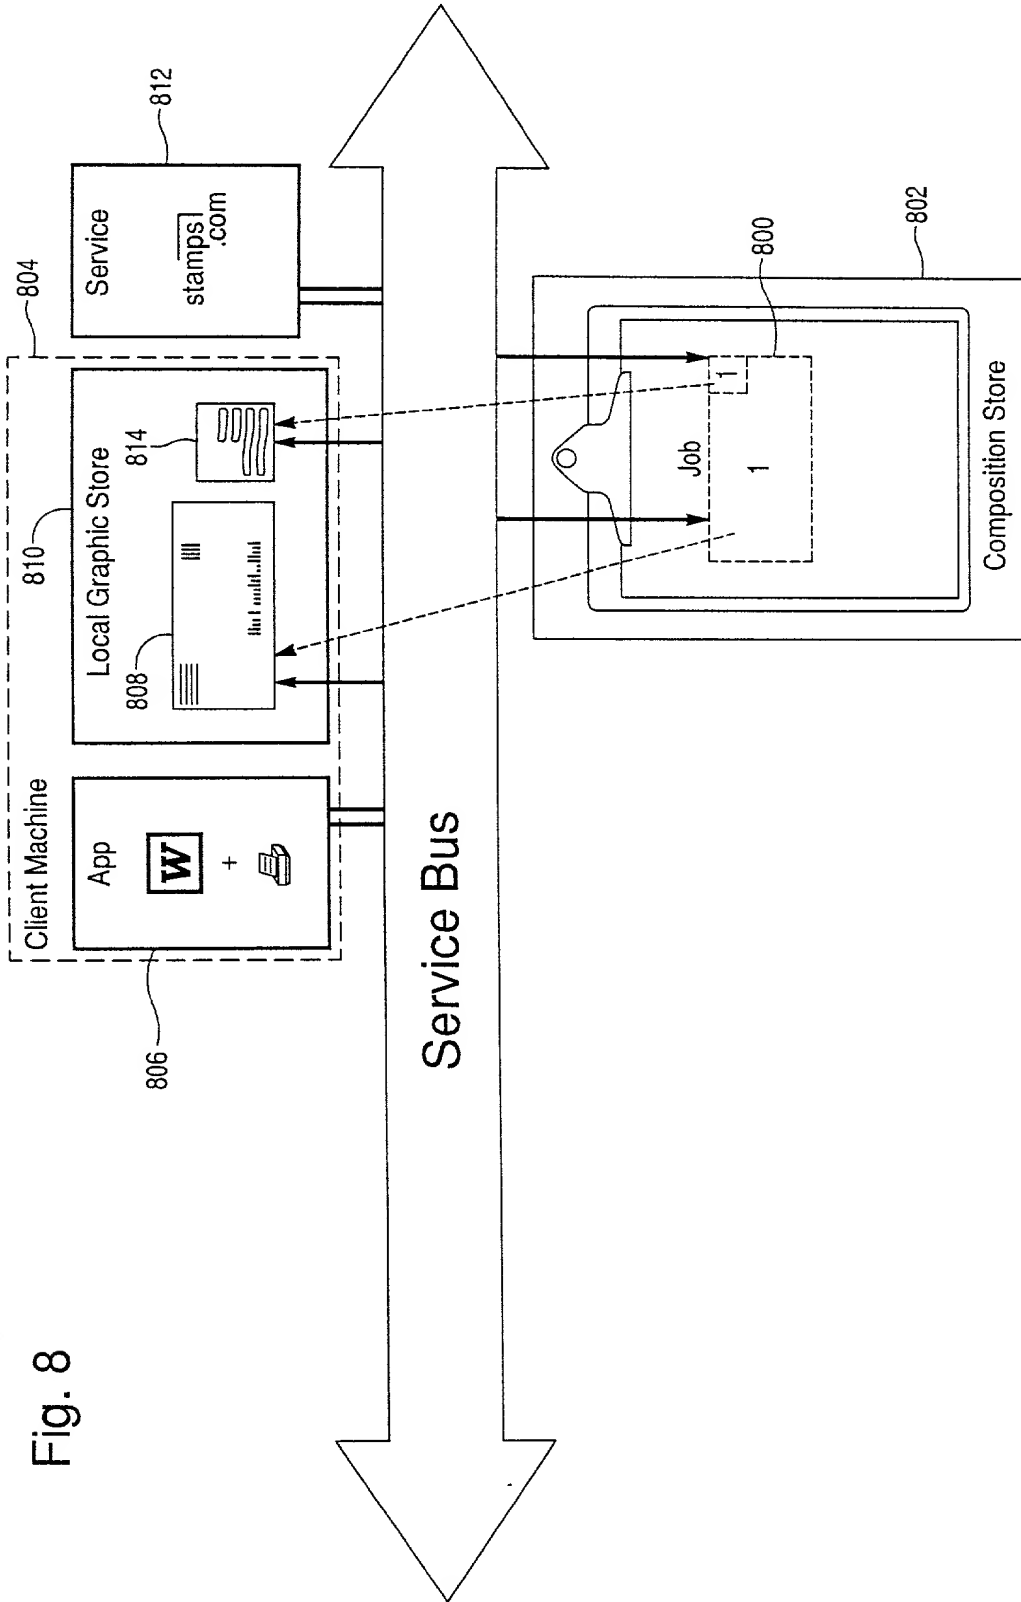 Fig. 8
Client Machine
804
App
W
+
806
810
Local Graphic Store
808
814
Service
stamps
.com
812
Service Bus
Job
1
1
800
802
Composition Store